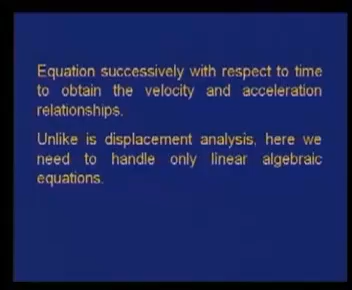 Equation successively with respect to time
to obtain the velocity and acceleration
relationships.
Unlike is displacement analysis, here we
need to handle only linear algebraic
equations.